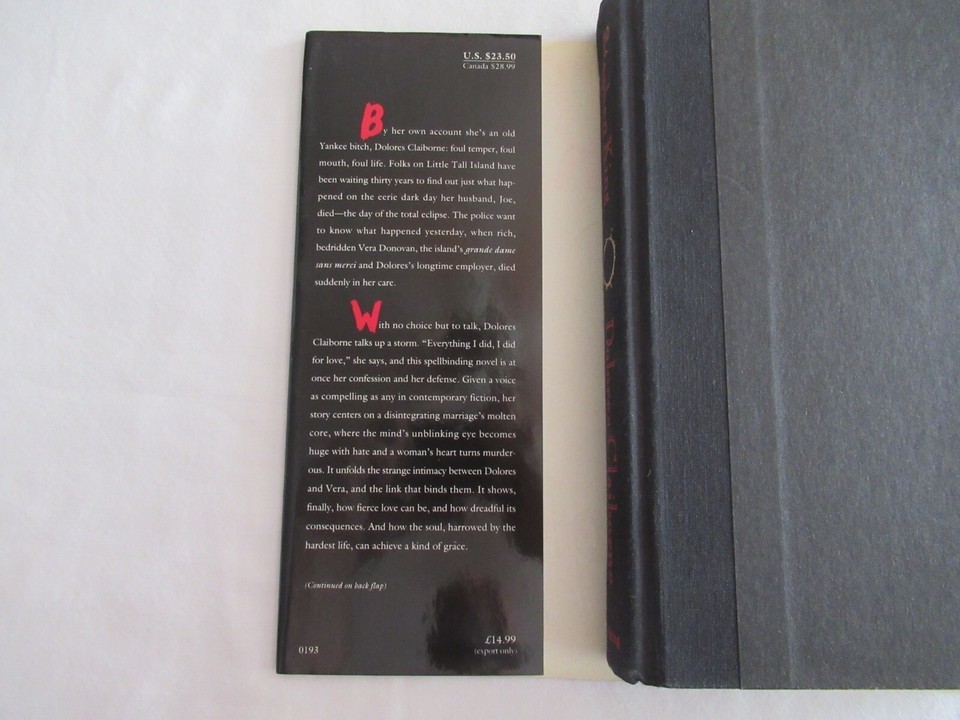 U.S. $23.50
Canada $28.99
By her own account she's an old
Yankee bitch, Dolores Claiborne: foul temper, foul
mouth, foul life. Folks on Little Tall Island have
been waiting thirty years to find out just what hap-
pened on the eerie dark day her husband, Joe,
died—the day of the total eclipse. The police want
to know what happened yesterday, when rich,
bedridden Vera Donovan, the island's grande dame
sans merci and Dolores's longtime employer, died
suddenly in her care.
With no choice but to talk, Dolores
Claiborne talks up a storm. "Everything I did, I did
for love," she says, and this spellbinding novel is at
once her confession and her defense. Given a voice
as compelling as any in contemporary fiction, her
story centers on a disintegrating marriage's molten
core, where the mind's unblinking eye becomes
huge with hate and a woman's heart turns murder-
ous. It unfolds the strange intimacy between Dolores
and Vera, and the link that binds them. It shows,
finally, how fierce love can be, and how dreadful its
consequences. And how the soul, harrowed by the
hardest life, can achieve a kind of grace.
(Continued on back flap)
£14.99
0193 (export only)
Stephen King
Dolores Claiborne